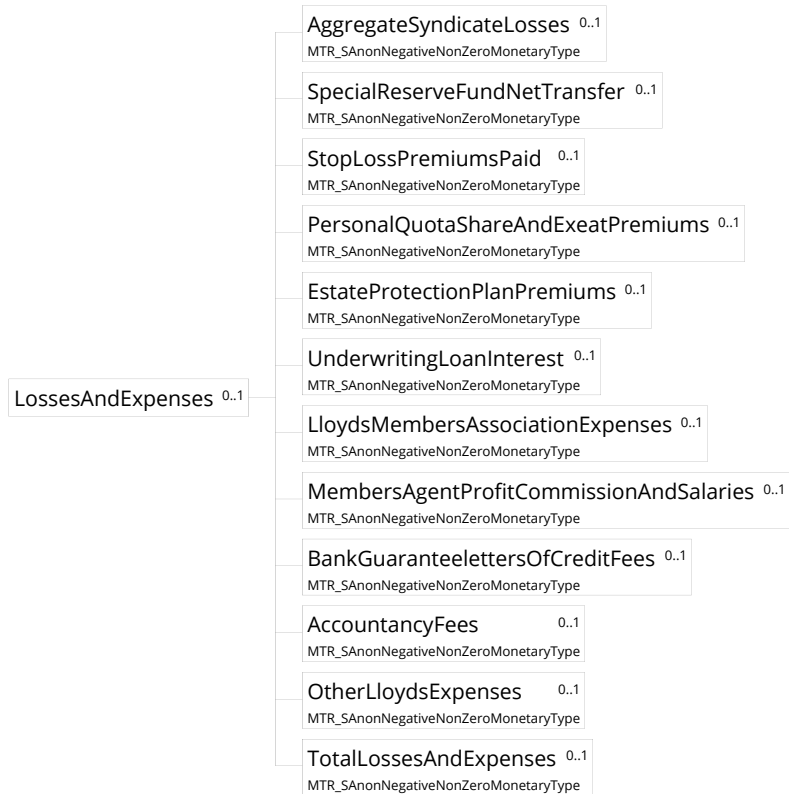 AggregateSyndicateLosses 0..1
MTR_SAnonNegativeNonZeroMonetaryType
SpecialReserveFundNetTransfer 0..1
MTR_SAnonNegativeNonZeroMonetaryType
StopLossPremiumsPaid 0..1
MTR_SAnonNegativeNonZeroMonetaryType
PersonalQuotaShareAndExeatPremiums 0..1
MTR_SAnonNegativeNonZeroMonetaryType
EstateProtectionPlanPremiums 0..1
MTR_SAnonNegativeNonZeroMonetaryType
UnderwritingLoanInterest 0..1
MTR_SAnonNegativeNonZeroMonetaryType
LossesAndExpenses 0..1
LloydsMembersAssociationExpenses 0..1
MTR_SAnonNegativeNonZeroMonetaryType
MembersAgentProfitCommissionAndSalaries 0..1
MTR_SAnonNegativeNonZeroMonetaryType
BankGuaranteelettersOfCreditFees 0..1
MTR_SAnonNegativeNonZeroMonetaryType
AccountancyFees 0..1
MTR_SAnonNegativeNonZeroMonetaryType
OtherLloydsExpenses 0..1
MTR_SAnonNegativeNonZeroMonetaryType
TotalLossesAndExpenses 0..1
MTR_SAnonNegativeNonZeroMonetaryType